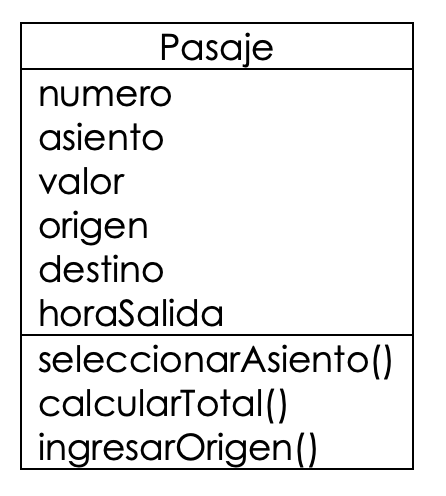 Pasaje
numero
asiento
valor
origen
destino
horaSalida
seleccionarAsiento()
calcularTotal()
ingresarOrigen()